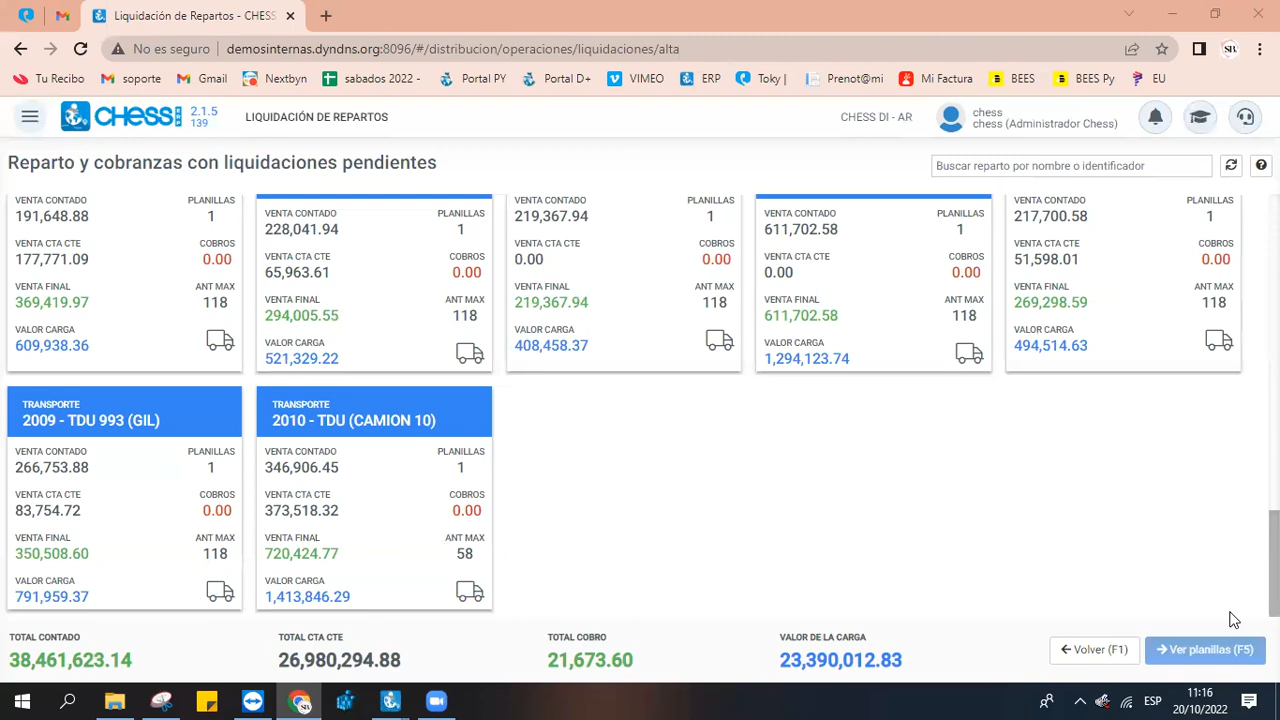 Liquidación de Repartos - CHESS
No es seguro demosinternas.dyndns.org:8096/#/distribucion/operaciones/liquidaciones/alta
Tu Recibo soporte Gmail Nextbyn sabados 2022 - Portal PY Portal D+ VIMEO ERP Toky | Prenot@mi Mi Factura BEES BEES Py EU
CHESS 2.1.5 139 LIQUIDACIÓN DE REPARTOS CHESS DI - AR chess
chess (Administrador Chess)
Reparto y cobranzas con liquidaciones pendientes Buscar reparto por nombre o identificador
VENTA CONTADO PLANILLAS
191,648.88 1
VENTA CTA CTE COBROS
177,771.09 0.00
VENTA FINAL ANT MAX
369,419.97 118
VALOR CARGA
609,938.36
VENTA CONTADO PLANILLAS
228,041.94 1
VENTA CTA CTE COBROS
65,963.61 0.00
VENTA FINAL ANT MAX
294,005.55 118
VALOR CARGA
521,329.22
VENTA CONTADO PLANILLAS
219,367.94 1
VENTA CTA CTE COBROS
0.00 0.00
VENTA FINAL ANT MAX
219,367.94 118
VALOR CARGA
408,458.37
VENTA CONTADO PLANILLAS
611,702.58 1
VENTA CTA CTE COBROS
0.00 0.00
VENTA FINAL ANT MAX
611,702.58 118
VALOR CARGA
1,294,123.74
VENTA CONTADO PLANILLAS
217,700.58 1
VENTA CTA CTE COBROS
51,598.01 0.00
VENTA FINAL ANT MAX
269,298.59 118
VALOR CARGA
494,514.63
TRANSPORTE
2009 - TDU 993 (GIL)
VENTA CONTADO PLANILLAS
266,753.88 1
VENTA CTA CTE COBROS
83,754.72 0.00
VENTA FINAL ANT MAX
350,508.60 118
VALOR CARGA
791,959.37
TRANSPORTE
2010 - TDU (CAMION 10)
VENTA CONTADO PLANILLAS
346,906.45 1
VENTA CTA CTE COBROS
373,518.32 0.00
VENTA FINAL ANT MAX
720,424.77 58
VALOR CARGA
1,413,846.29
TOTAL CONTADO TOTAL CTA CTE TOTAL COBRO VALOR DE LA CARGA
38,461,623.14 26,980,294.88 21,673.60 23,390,012.83
Volver (F1) Ver planillas (F5)
ESP 11:16
20/10/2022